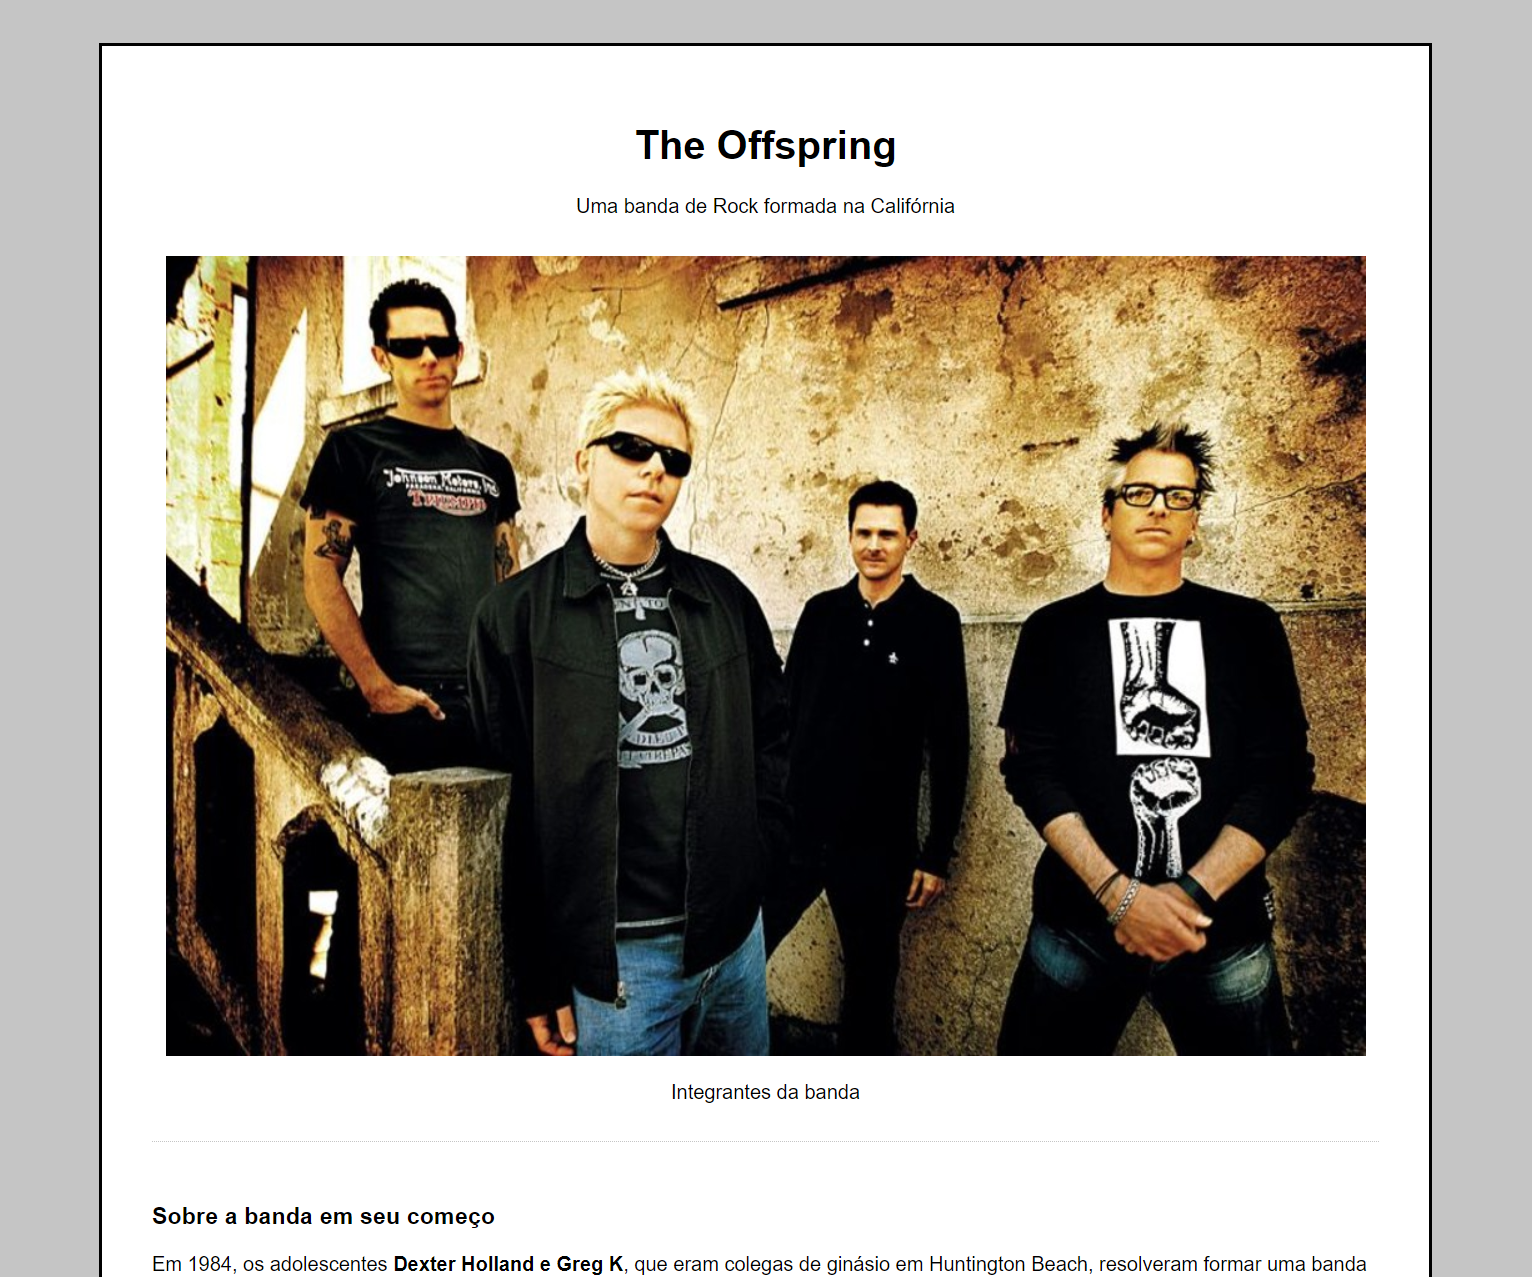 The Offspring
Uma banda de Rock formada na Califórnia
Johnson Motors, Inc
PASADENA, CALIFORNIA
TRIUMPH
Integrantes da banda
Sobre a banda em seu começo
Em 1984, os adolescentes Dexter Holland e Greg K, que eram colegas de ginásio em Huntington Beach, resolveram formar uma banda